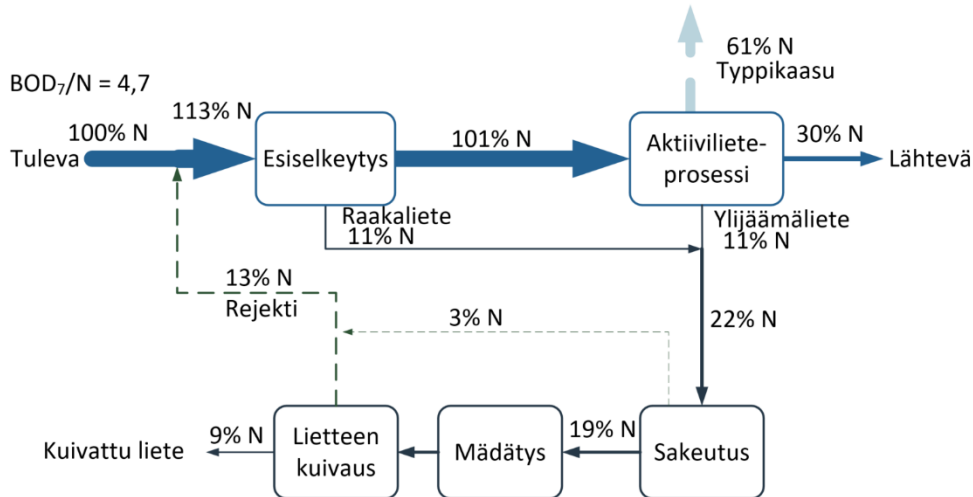 61% N
Typpikaasu
BOD₇/N = 4,7
113% N
100% N
Tuleva
Esiselkeytys
101% N
Aktiiviliete-
prosessi
30% N
Lähtevä
Raakaliete
11% N
Ylijäämäliete
11% N
13% N
Rejekti
3% N
22% N
Kuivattu liete
9% N
Lietteen
kuivaus
Mädätys
19% N
Sakeutus